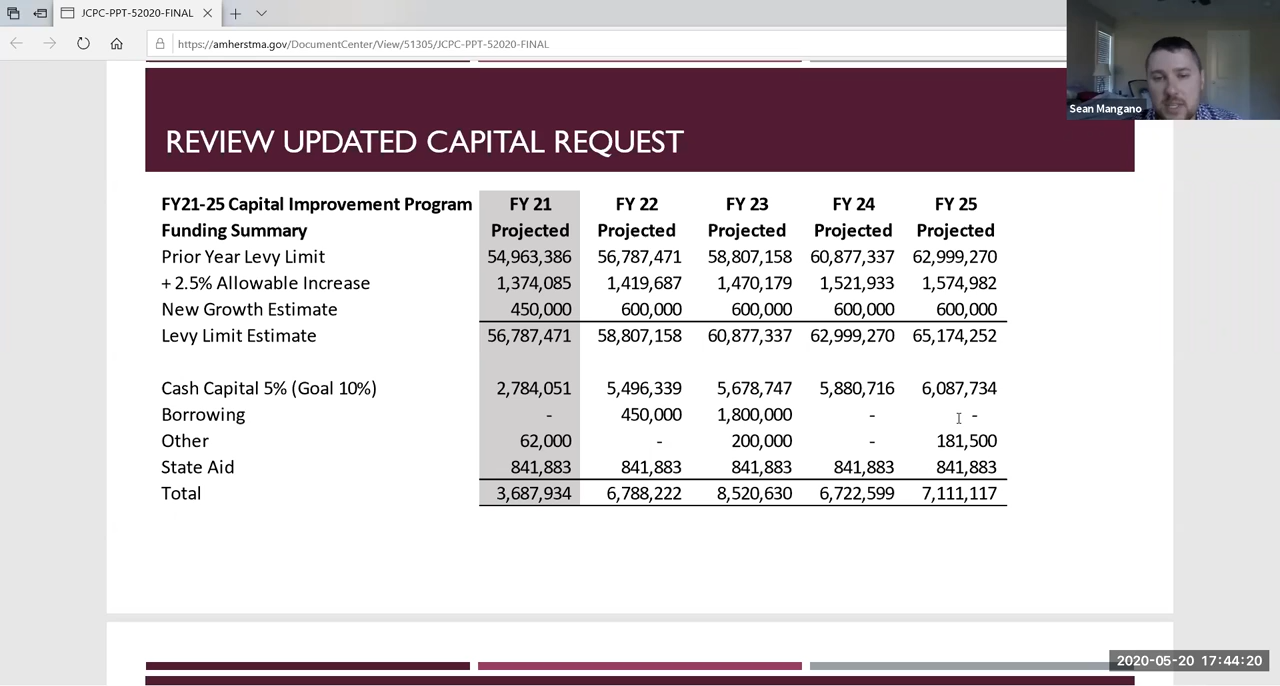 JCPC-PPT-52020-FINAL
https://amherstma.gov/DocumentCenter/View/51305/JCPC-PPT-52020-FINAL
Sean Mangano
REVIEW UPDATED CAPITAL REQUEST
FY21-25 Capital Improvement Program FY 21 FY 22 FY 23 FY 24 FY 25
Funding Summary Projected Projected Projected Projected Projected
Prior Year Levy Limit 54,963,386 56,787,471 58,807,158 60,877,337 62,999,270
+ 2.5% Allowable Increase 1,374,085 1,419,687 1,470,179 1,521,933 1,574,982
New Growth Estimate 450,000 600,000 600,000 600,000 600,000
Levy Limit Estimate 56,787,471 58,807,158 60,877,337 62,999,270 65,174,252
Cash Capital 5% (Goal 10%) 2,784,051 5,496,339 5,678,747 5,880,716 6,087,734
Borrowing - 450,000 1,800,000 - -
Other 62,000 - 200,000 - 181,500
State Aid 841,883 841,883 841,883 841,883 841,883
Total 3,687,934 6,788,222 8,520,630 6,722,599 7,111,117
2020-05-20 17:44:20